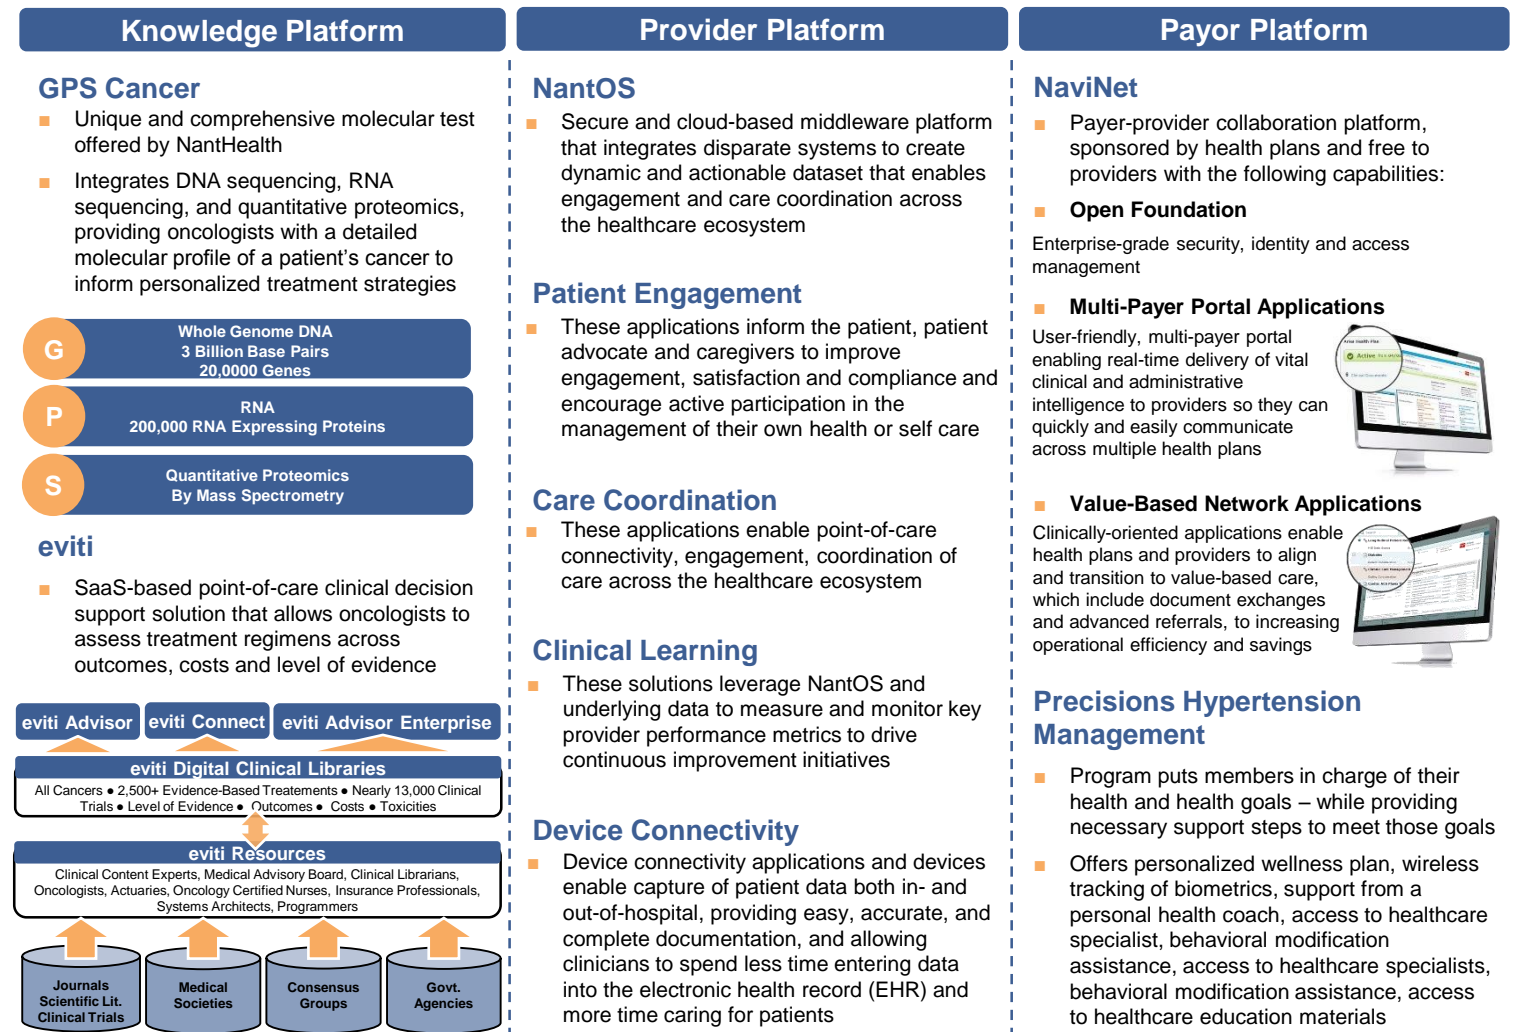 Knowledge Platform
GPS Cancer
■ Unique and comprehensive molecular test
offered by NantHealth
■ Integrates DNA sequencing, RNA
sequencing, and quantitative proteomics,
providing oncologists with a detailed
molecular profile of a patient's cancer to
inform personalized treatment strategies
G
Whole Genome DNA
3 Billion Base Pairs
20,0000 Genes
P
RNA
200,000 RNA Expressing Proteins
S
Quantitative Proteomics
By Mass Spectrometry
eviti
■ SaaS-based point-of-care clinical decision
support solution that allows oncologists to
assess treatment regimens across
outcomes, costs and level of evidence
eviti Advisor
eviti Connect
eviti Advisor Enterprise
eviti Digital Clinical Libraries
All Cancers ● 2,500+ Evidence-Based Treatements ● Nearly 13,000 Clinical
Trials ● Level of Evidence ● Outcomes ● Costs ● Toxicities
eviti Resources
Clinical Content Experts, Medical Advisory Board, Clinical Librarians,
Oncologists, Actuaries, Oncology Certified Nurses, Insurance Professionals,
Systems Architects, Programmers
Journals
Scientific Lit.
Clinical Trials
Medical
Societies
Consensus
Groups
Govt.
Agencies
Provider Platform
NantOS
■ Secure and cloud-based middleware platform
that integrates disparate systems to create
dynamic and actionable dataset that enables
engagement and care coordination across
the healthcare ecosystem
Patient Engagement
■ These applications inform the patient, patient
advocate and caregivers to improve
engagement, satisfaction and compliance and
encourage active participation in the
management of their own health or self care
Care Coordination
■ These applications enable point-of-care
connectivity, engagement, coordination of
care across the healthcare ecosystem
Clinical Learning
■ These solutions leverage NantOS and
underlying data to measure and monitor key
provider performance metrics to drive
continuous improvement initiatives
Device Connectivity
■ Device connectivity applications and devices
enable capture of patient data both in- and
out-of-hospital, providing easy, accurate, and
complete documentation, and allowing
clinicians to spend less time entering data
into the electronic health record (EHR) and
more time caring for patients
Payor Platform
NaviNet
■ Payer-provider collaboration platform,
sponsored by health plans and free to
providers with the following capabilities:
■ Open Foundation
Enterprise-grade security, identity and access
management
■ Multi-Payer Portal Applications
User-friendly, multi-payer portal
enabling real-time delivery of vital
clinical and administrative
intelligence to providers so they can
quickly and easily communicate
across multiple health plans
Active
■ Value-Based Network Applications
Clinically-oriented applications enable
health plans and providers to align
and transition to value-based care,
which include document exchanges
and advanced referrals, to increasing
operational efficiency and savings
Precisions Hypertension
Management
■ Program puts members in charge of their
health and health goals – while providing
necessary support steps to meet those goals
■ Offers personalized wellness plan, wireless
tracking of biometrics, support from a
personal health coach, access to healthcare
specialist, behavioral modification
assistance, access to healthcare specialists,
behavioral modification assistance, access
to healthcare education materials